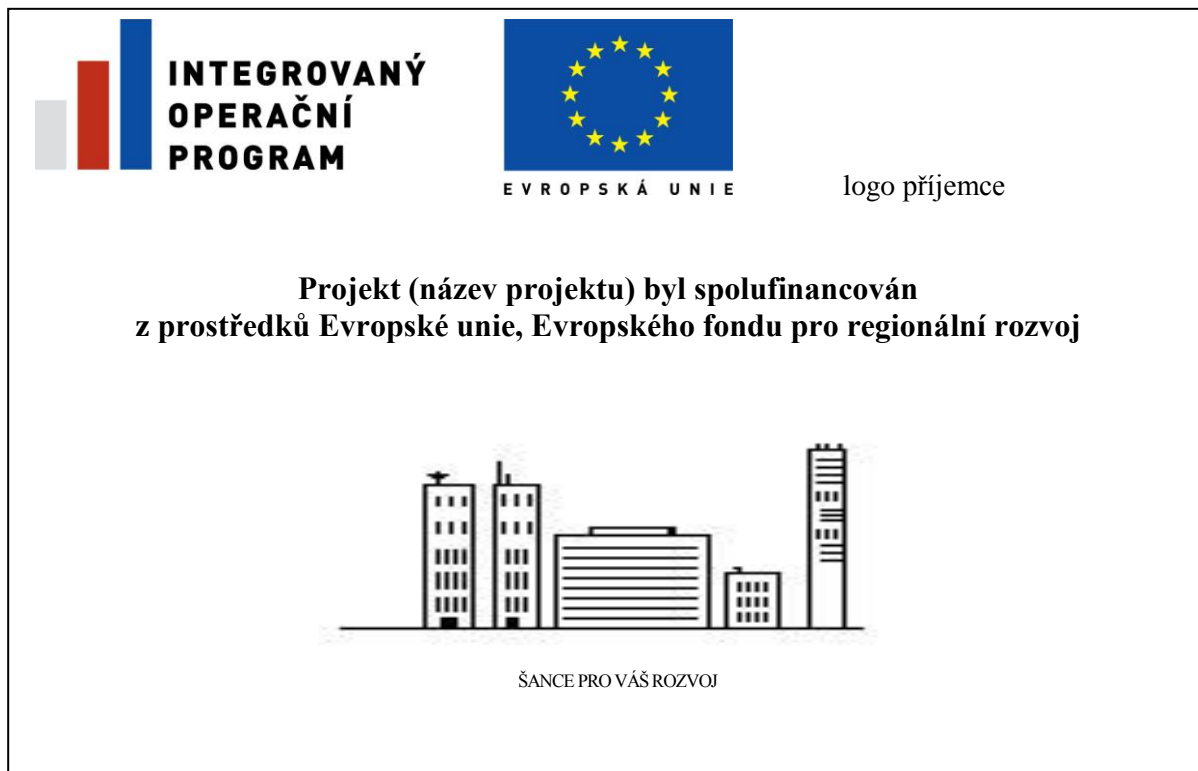 INTEGROVANÝ
OPERAČNÍ
PROGRAM
EVROPSKÁ UNIE
logo příjemce
Projekt (název projektu) byl spolufinancován
z prostředků Evropské unie, Evropského fondu pro regionální rozvoj
ŠANCE PRO VÁŠ ROZVOJ